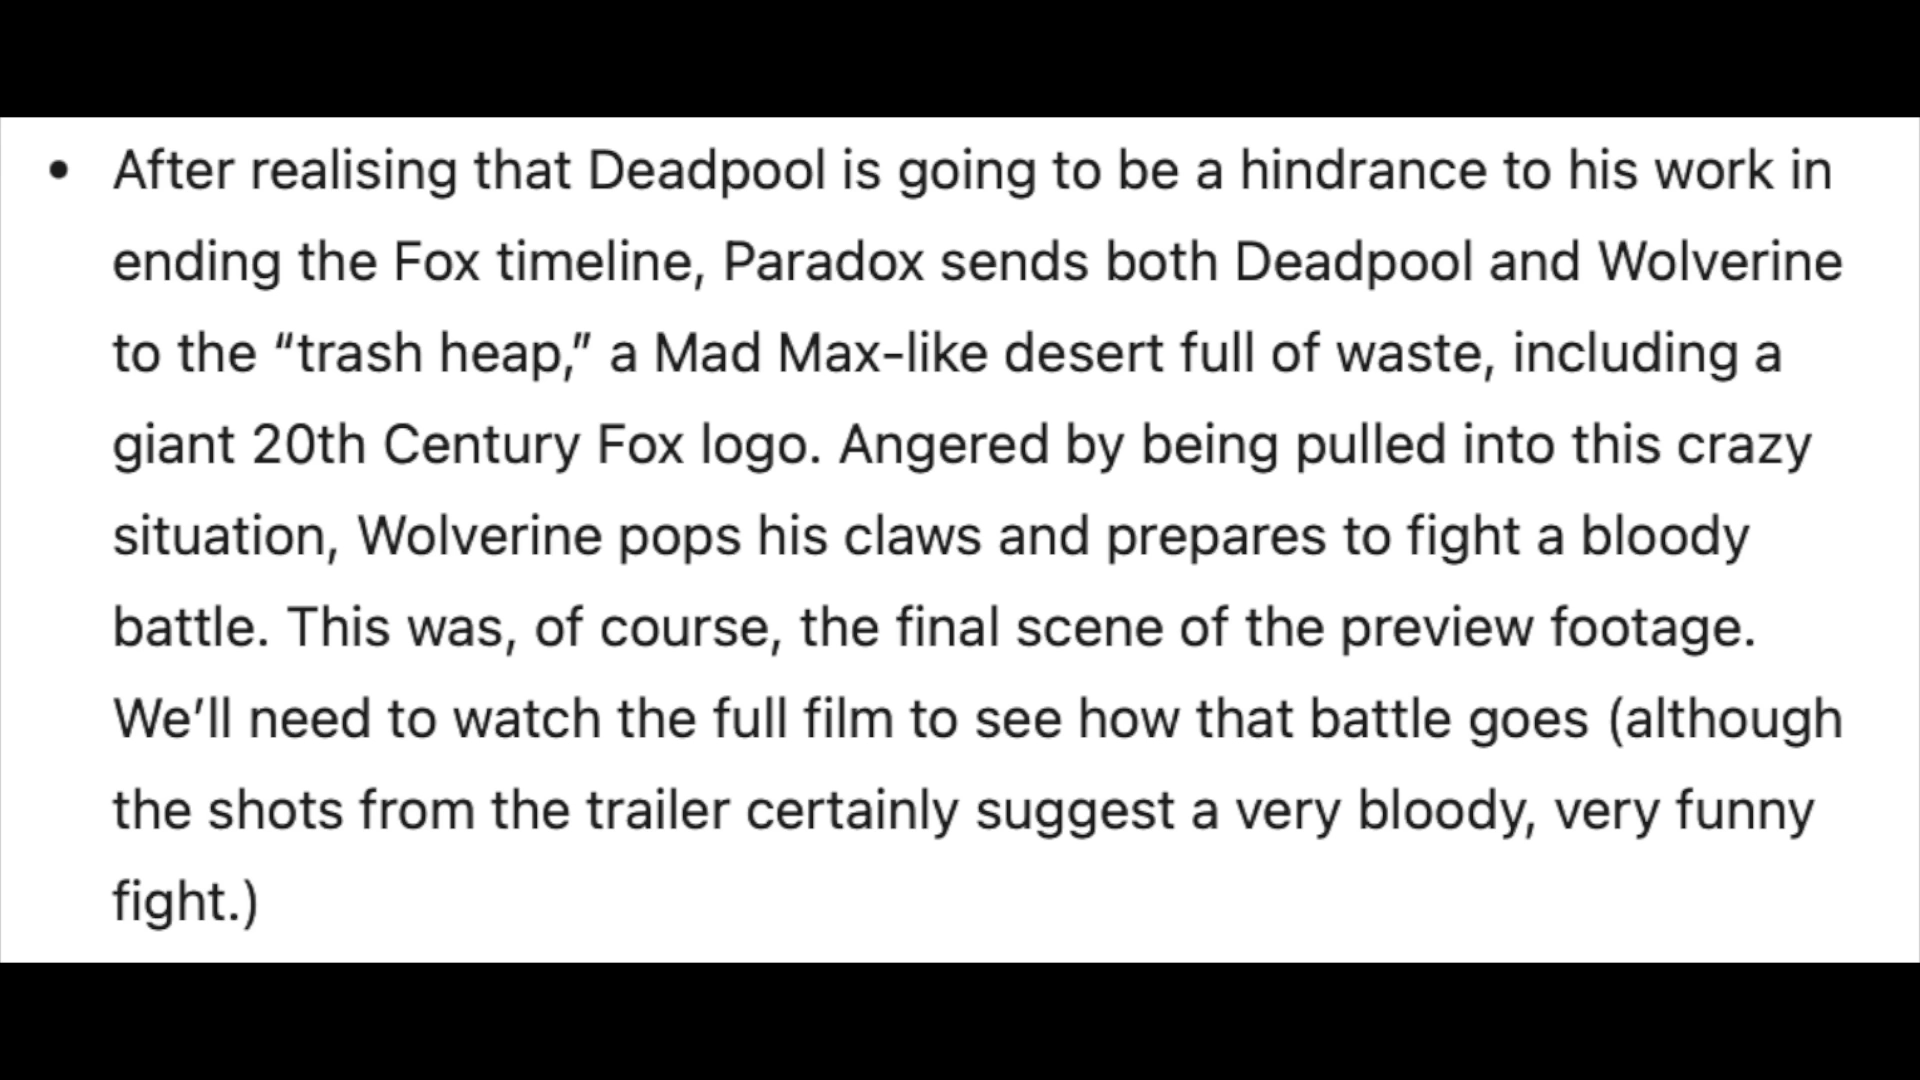 • After realising that Deadpool is going to be a hindrance to his work in
ending the Fox timeline, Paradox sends both Deadpool and Wolverine
to the “trash heap,” a Mad Max-like desert full of waste, including a
giant 20th Century Fox logo. Angered by being pulled into this crazy
situation, Wolverine pops his claws and prepares to fight a bloody
battle. This was, of course, the final scene of the preview footage.
We’ll need to watch the full film to see how that battle goes (although
the shots from the trailer certainly suggest a very bloody, very funny
fight.)